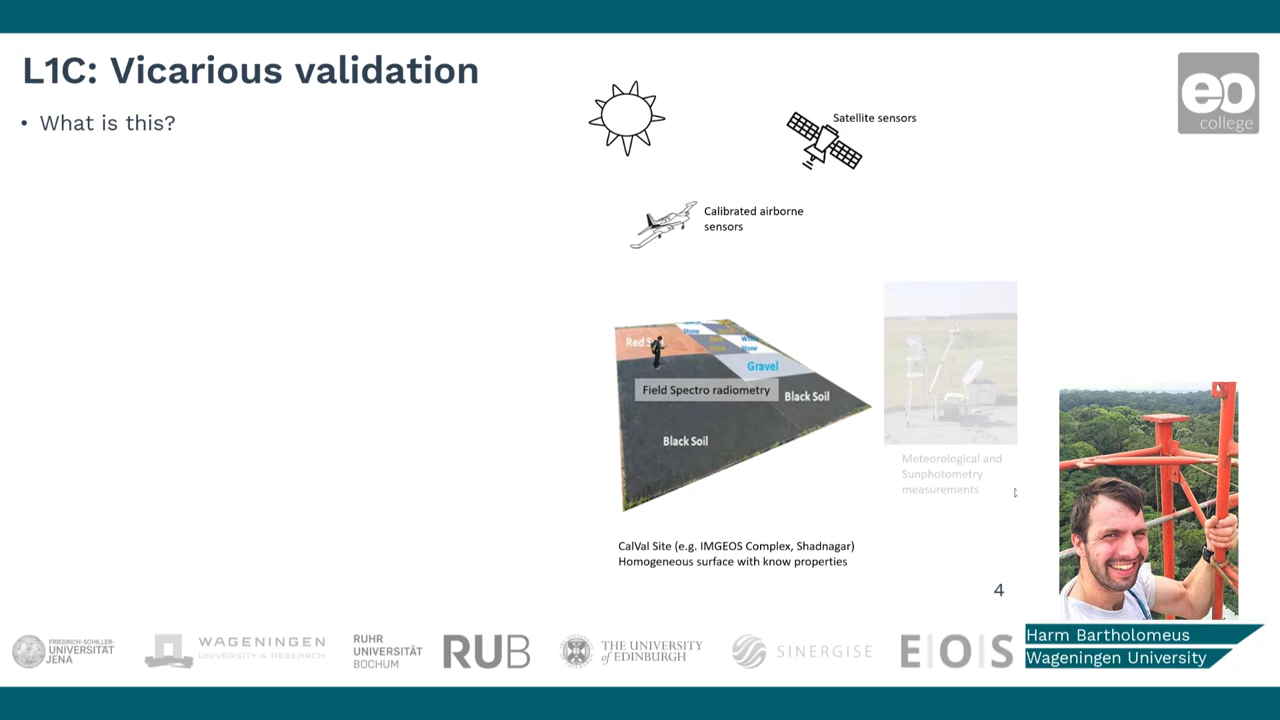 L1C: Vicarious validation
• What is this?
eo
college
Satellite sensors
Calibrated airborne
sensors
Stone
Stone
Gravel
Field Spectro radiometry
Black Soil
Black Soil
Meteorological and
Sunphotometry
measurements
CalVal Site (e.g. IMGEOS Complex, Shadnagar)
Homogeneous surface with know properties
4
FRIEDRICH-SCHILLER-
UNIVERSITÄT
JENA
WAGENINGEN
UNIVERSITY & RESEARCH
RUHR
UNIVERSITÄT
BOCHUM
RUB
THE UNIVERSITY
of EDINBURGH
SINERGISE
E|O|S
Harm Bartholomeus
Wageningen University